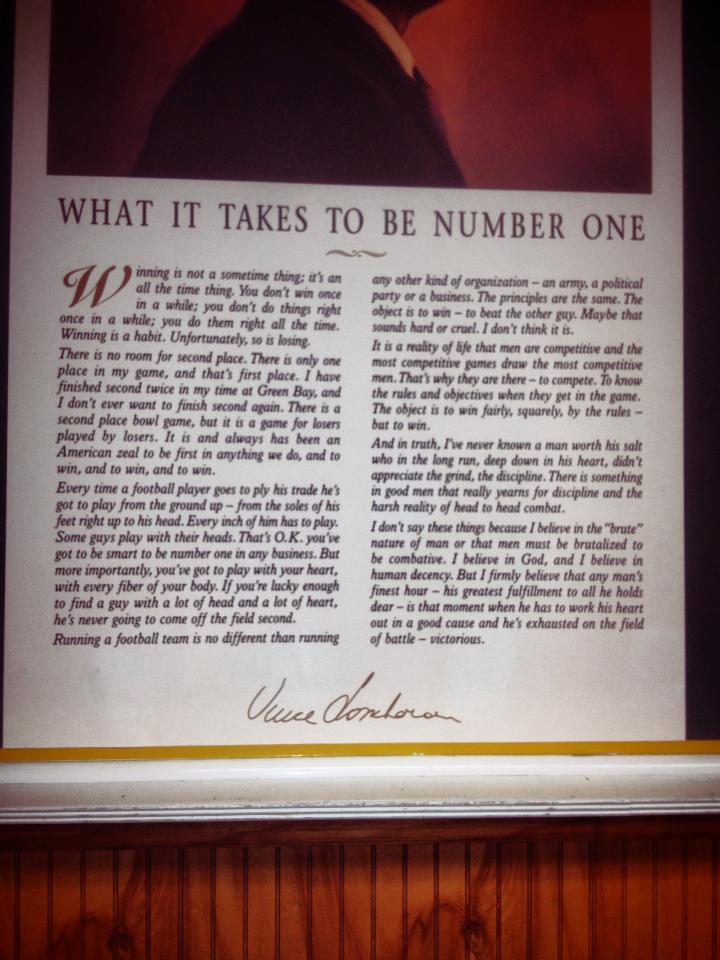 WHAT IT TAKES TO BE NUMBER ONE
Winning is not a sometime thing; it's an
all the time thing. You don't win once
in a while; you don't do things right
once in a while; you do them right all the time.
Winning is a habit. Unfortunately, so is losing.
There is no room for second place. There is only one
place in my game, and that's first place. I have
finished second twice in my time at Green Bay, and
I don't ever want to finish second again. There is a
second place bowl game, but it is a game for losers
played by losers. It is and always has been an
American zeal to be first in anything we do, and to
win, and to win, and to win.
Every time a football player goes to ply his trade he's
got to play from the ground up – from the soles of his
feet right up to his head. Every inch of him has to play.
Some guys play with their heads. That's O.K. you've
got to be smart to be number one in any business. But
more importantly, you've got to play with your heart,
with every fiber of your body. If you're lucky enough
to find a guy with a lot of head and a lot of heart,
he's never going to come off the field second.
Running a football team is no different than running
any other kind of organization – an army, a political
party or a business. The principles are the same. The
object is to win – to beat the other guy. Maybe that
sounds hard or cruel. I don't think it is.
It is a reality of life that men are competitive and the
most competitive games draw the most competitive
men. That's why they are there – to compete. To know
the rules and objectives when they get in the game.
The object is to win fairly, squarely, by the rules –
but to win.
And in truth, I've never known a man worth his salt
who in the long run, deep down in his heart, didn't
appreciate the grind, the discipline. There is something
in good men that really yearns for discipline and the
harsh reality of head to head combat.
I don't say these things because I believe in the "brute"
nature of man or that men must be brutalized to
be combative. I believe in God, and I believe in
human decency. But I firmly believe that any man's
finest hour – his greatest fulfillment to all he holds
dear – is that moment when he has to work his heart
out in a good cause and he's exhausted on the field
of battle – victorious.
Vince Lombardi